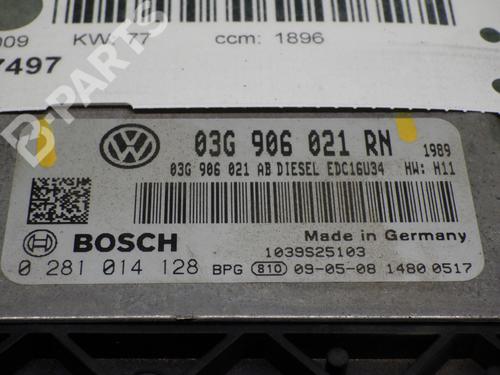 009 KW: 77 ccm: 1896
7497
B-PARTS
03G 906 021 RN 1989
03G 906 021 AB DIESEL EDC16U34 HW: H11
BOSCH
Made in Germany
1039S25103
0 281 014 128 BPG 810 09-05-08 1480 0517